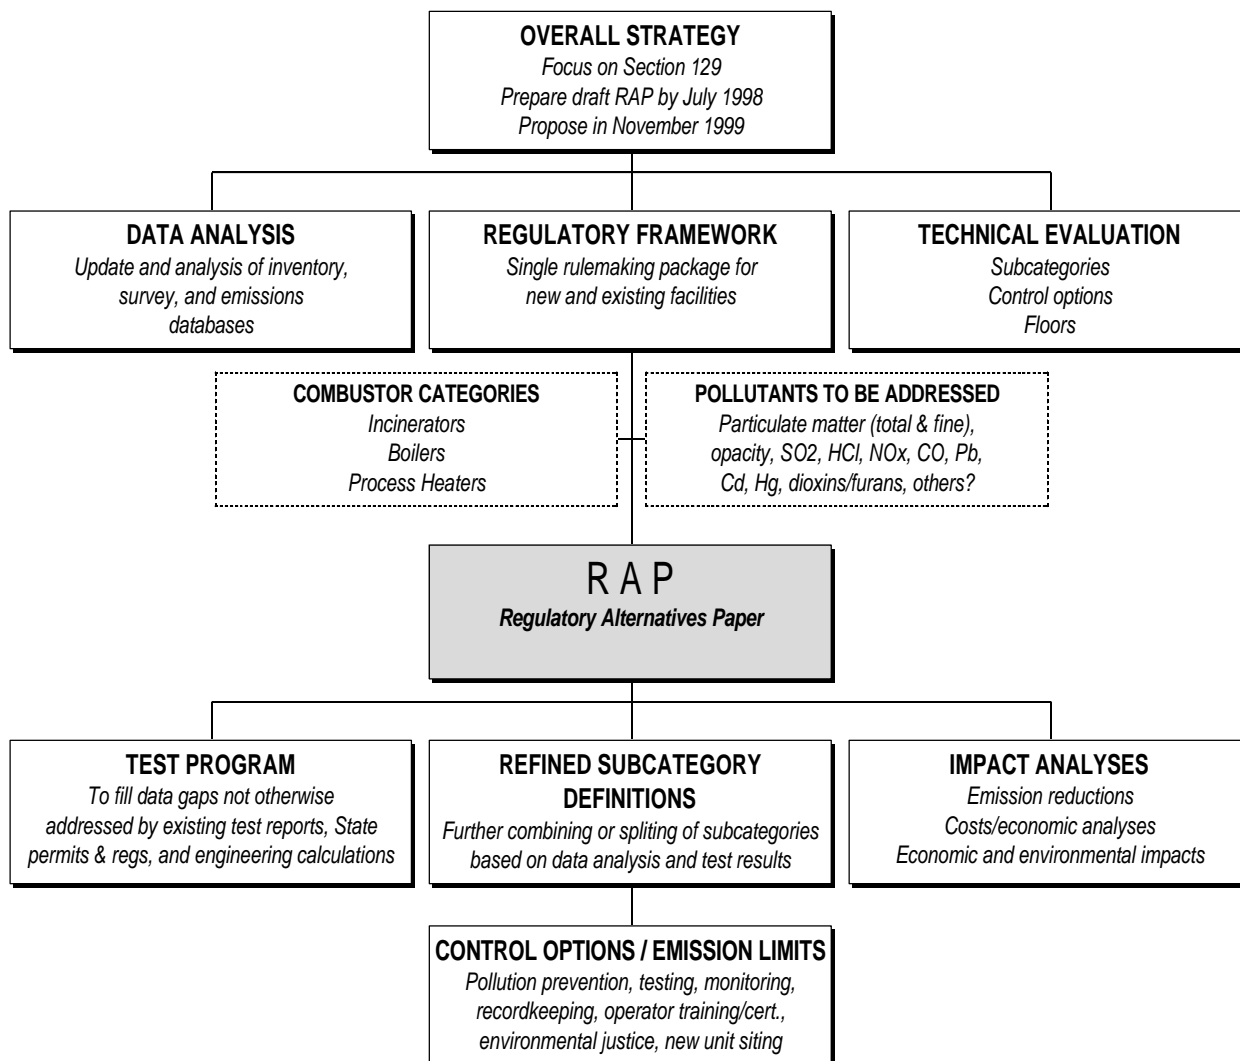 OVERALL STRATEGY
Focus on Section 129
Prepare draft RAP by July 1998
Propose in November 1999
DATA ANALYSIS
Update and analysis of inventory,
survey, and emissions
databases
REGULATORY FRAMEWORK
Single rulemaking package for
new and existing facilities
TECHNICAL EVALUATION
Subcategories
Control options
Floors
COMBUSTOR CATEGORIES
Incinerators
Boilers
Process Heaters
POLLUTANTS TO BE ADDRESSED
Particulate matter (total & fine),
opacity, SO2, HCl, NOx, CO, Pb,
Cd, Hg, dioxins/furans, others?
R A P
Regulatory Alternatives Paper
TEST PROGRAM
To fill data gaps not otherwise
addressed by existing test reports, State
permits & regs, and engineering calculations
REFINED SUBCATEGORY
DEFINITIONS
Further combining or spliting of subcategories
based on data analysis and test results
IMPACT ANALYSES
Emission reductions
Costs/economic analyses
Economic and environmental impacts
CONTROL OPTIONS / EMISSION LIMITS
Pollution prevention, testing, monitoring,
recordkeeping, operator training/cert.,
environmental justice, new unit siting